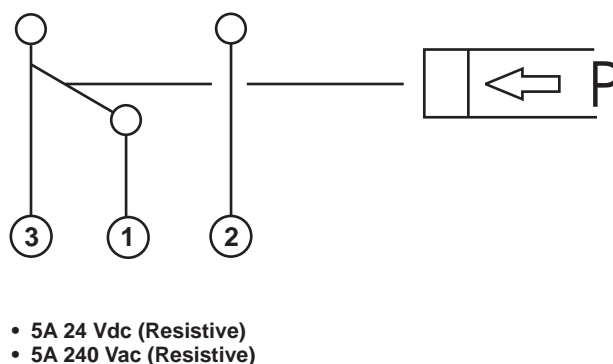 P
3 1 2
• 5A 24 Vdc (Resistive)
• 5A 240 Vac (Resistive)